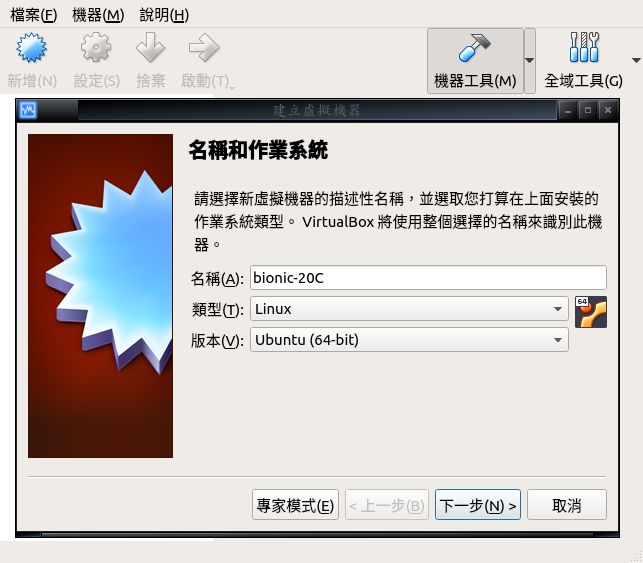 檔案(F) 機器(M) 說明(H)
新增(N) 設定(S) 捨棄 啟動(T) 機器工具(M) 全域工具(G)
建立虛擬機器
名稱和作業系統
請選擇新虛擬機器的描述性名稱，並選取您打算在上面安裝的
作業系統類型。 VirtualBox 將使用整個選擇的名稱來識別此機
器。
名稱(A): bionic-20C
類型(T): Linux
64
版本(V): Ubuntu (64-bit)
專家模式(E) < 上一步(B) 下一步(N) > 取消